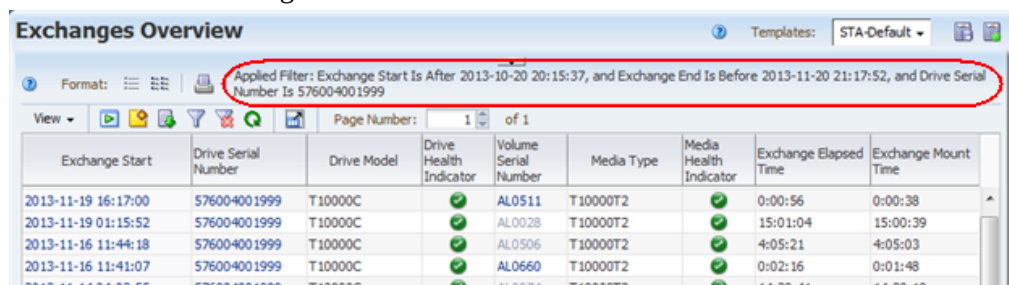 Exchanges Overview Templates: STA-Default
Format: Applied Filter: Exchange Start Is After 2013-10-20 20:15:37, and Exchange End Is Before 2013-11-20 21:17:52, and Drive Serial
Number Is 576004001999
View Page Number: 1 of 1
Exchange Start Drive Serial Number Drive Model Drive Health Indicator Volume Serial Number Media Type Media Health Indicator Exchange Elapsed Time Exchange Mount Time
2013-11-19 16:17:00 576004001999 T10000C AL0511 T10000T2 0:00:56 0:00:38
2013-11-19 01:15:52 576004001999 T10000C AL0028 T10000T2 15:01:04 15:00:39
2013-11-16 11:44:18 576004001999 T10000C AL0506 T10000T2 4:05:21 4:05:03
2013-11-16 11:41:07 576004001999 T10000C AL0660 T10000T2 0:02:16 0:01:48